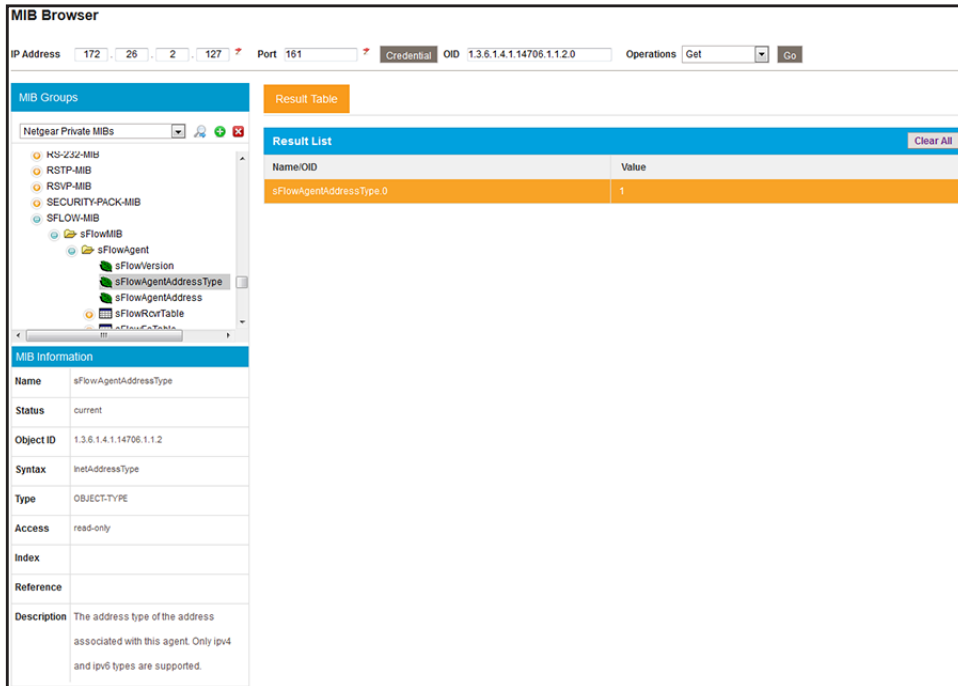 MIB Browser
IP Address 172 . 26 . 2 . 127 Port 161 Credential OID 1.3.6.1.4.1.14706.1.1.2.0 Operations Get Go
MIB Groups
Netgear Private MIBs
RS-232-MIB
RSTP-MIB
RSVP-MIB
SECURITY-PACK-MIB
SFLOW-MIB
sFlowMIB
sFlowAgent
sFlowVersion
sFlowAgentAddressType
sFlowAgentAddress
sFlowRcvrTable
sFlowFsTable
MIB Information
Name sFlowAgentAddressType
Status current
Object ID 1.3.6.1.4.1.14706.1.1.2
Syntax InetAddressType
Type OBJECT-TYPE
Access read-only
Index
Reference
Description The address type of the address
associated with this agent. Only ipv4
and ipv6 types are supported.
Result Table
Result List Clear All
Name/OID Value
sFlowAgentAddressType.0 1